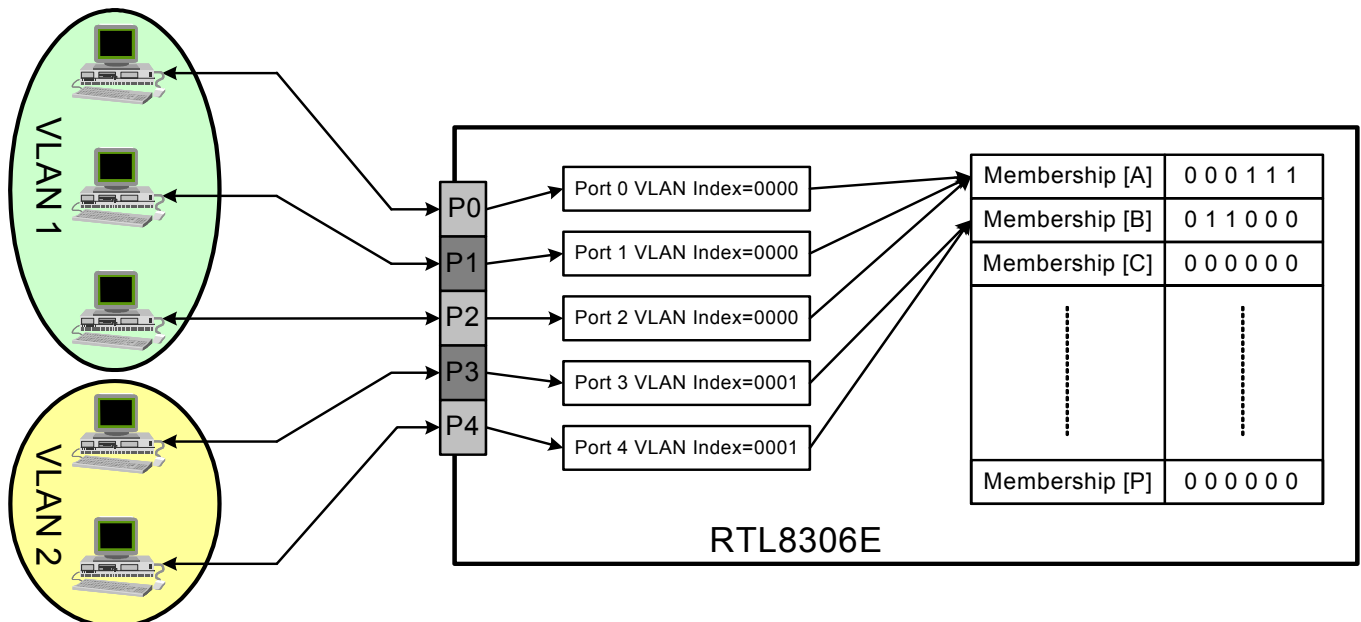 VLAN 1
VLAN 2
P0
P1
P2
P3
P4
Port 0 VLAN Index=0000
Port 1 VLAN Index=0000
Port 2 VLAN Index=0000
Port 3 VLAN Index=0001
Port 4 VLAN Index=0001
Membership [A] 0 0 0 1 1 1
Membership [B] 0 1 1 0 0 0
Membership [C] 0 0 0 0 0 0
Membership [P] 0 0 0 0 0 0
RTL8306E